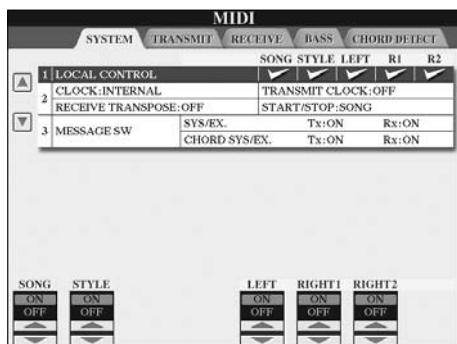 MIDI
SYSTEM TRANSMIT RECEIVE BASS CHORD DETECT
SONG STYLE LEFT R1 R2
1 LOCAL CONTROL
2 CLOCK:INTERNAL TRANSMIT CLOCK:OFF
RECEIVE TRANSPOSE:OFF START/STOP:SONG
3 MESSAGE SW SYS/EX. Tx:ON Rx:ON
CHORD SYS/EX. Tx:ON Rx:ON
SONG STYLE LEFT RIGHT1 RIGHT2
ON ON ON ON ON
OFF OFF OFF OFF OFF